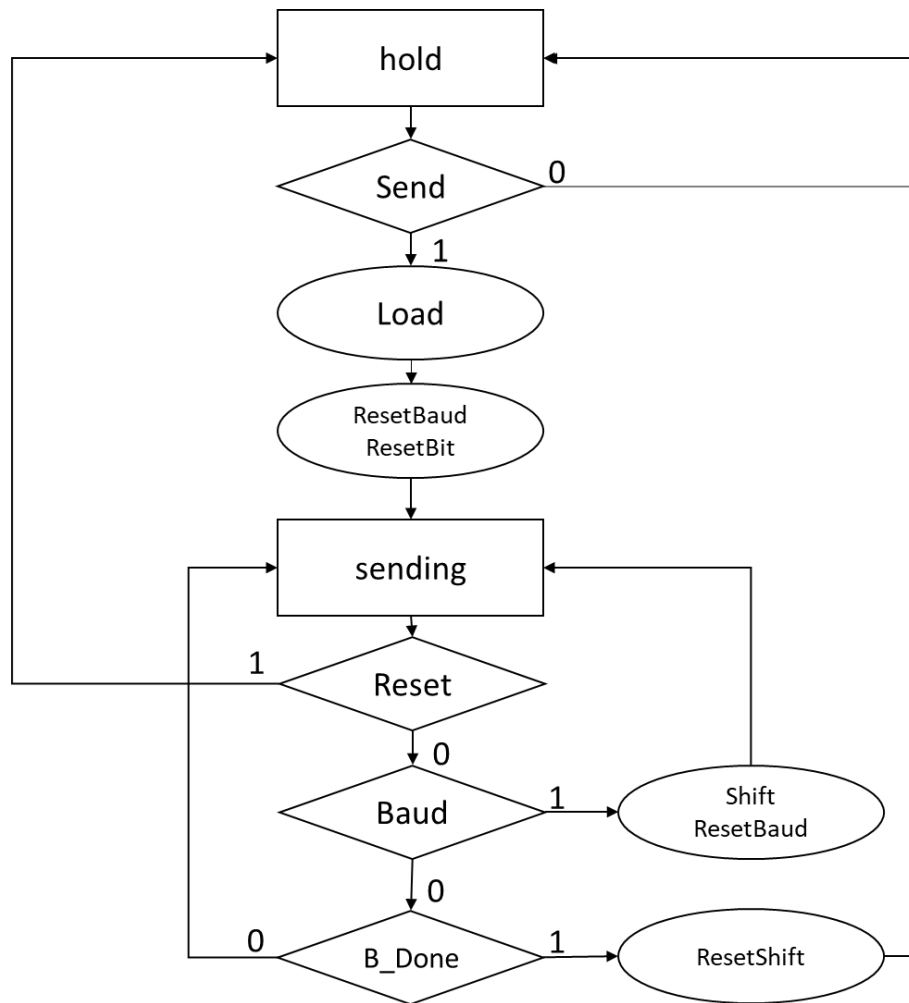 hold
Send
0
1
Load
ResetBaud
ResetBit
sending
1
Reset
0
Baud
1
Shift
ResetBaud
0
0
B_Done
1
ResetShift